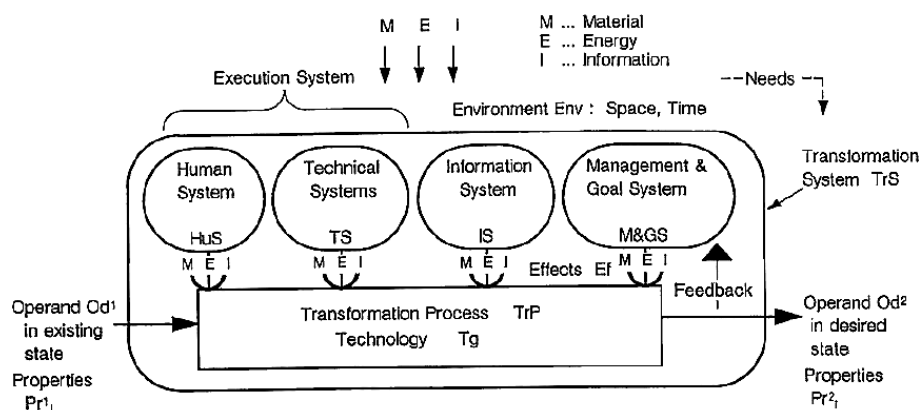 M E I
M ... Material
E ... Energy
I ... Information
Execution System
--Needs
Environment Env : Space, Time
Human
System
HuS
Technical
Systems
TS
Information
System
IS
Management &
Goal System
M&GS
Transformation
System TrS
M E I
M E I
M E I
Effects Ef
M E I
Feedback
Operand Od¹
in existing
state
Properties
Pr¹ᵢ
Transformation Process TrP
Technology Tg
Operand Od²
in desired
state
Properties
Pr²ᵢ